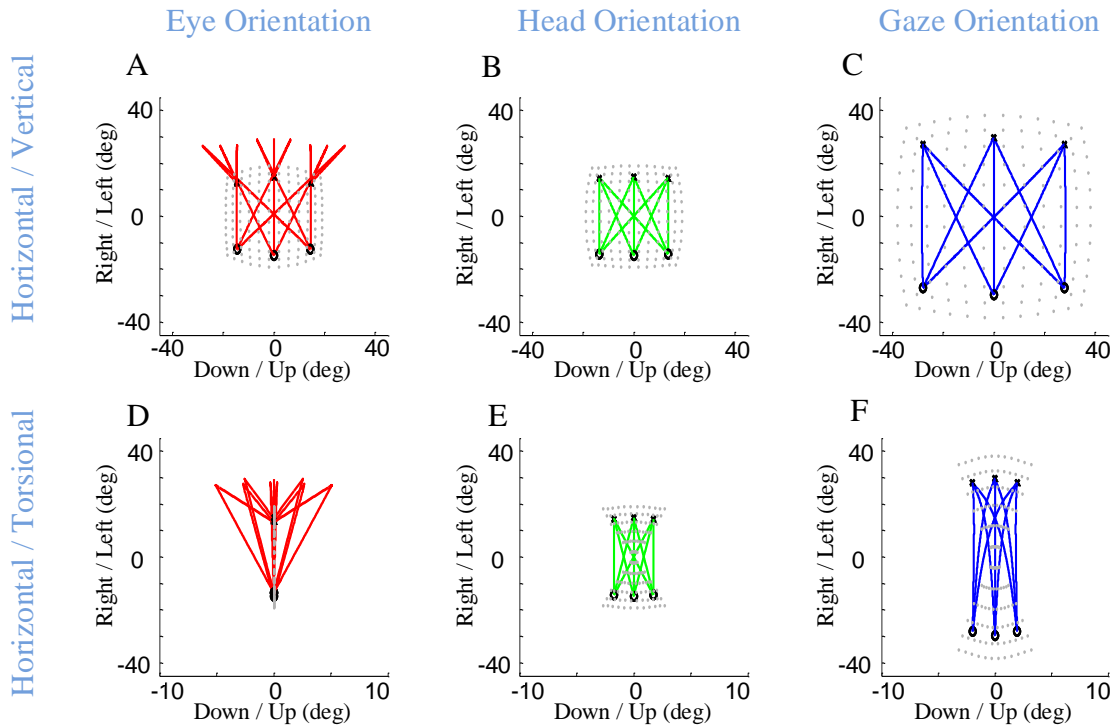 Eye Orientation
Head Orientation
Gaze Orientation
Horizontal / Vertical
A
40
0
-40
Right / Left (deg)
-40
0
40
Down / Up (deg)
B
40
0
-40
Right / Left (deg)
-40
0
40
Down / Up (deg)
C
40
0
-40
Right / Left (deg)
-40
0
40
Down / Up (deg)
Horizontal / Torsional
D
40
0
-40
Right / Left (deg)
-10
0
10
Down / Up (deg)
E
40
0
-40
Right / Left (deg)
-10
0
10
Down / Up (deg)
F
40
0
-40
Right / Left (deg)
-10
0
10
Down / Up (deg)